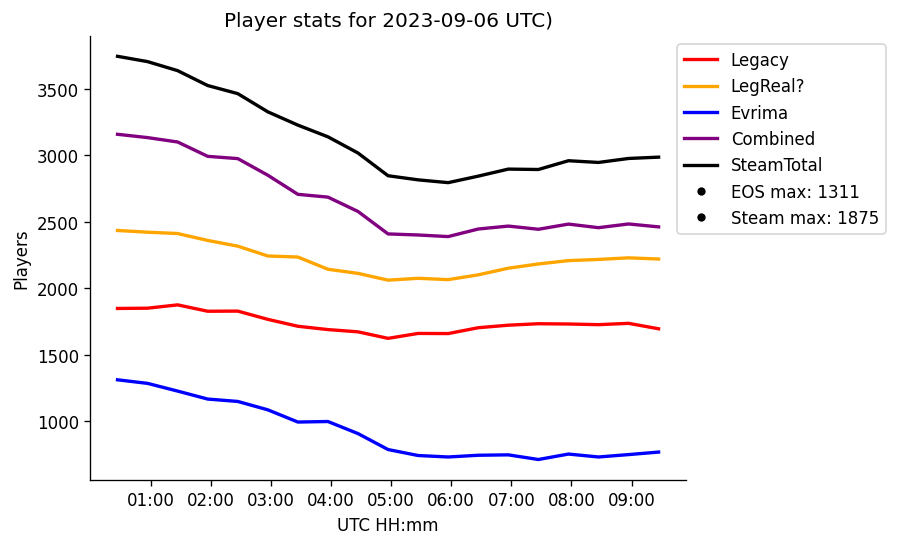 Player stats for 2023-09-06 UTC)
Legacy
LegReal?
Evrima
Combined
SteamTotal
EOS max: 1311
Steam max: 1875
Players
3500
3000
2500
2000
1500
1000
01:00 02:00 03:00 04:00 05:00 06:00 07:00 08:00 09:00
UTC HH:mm